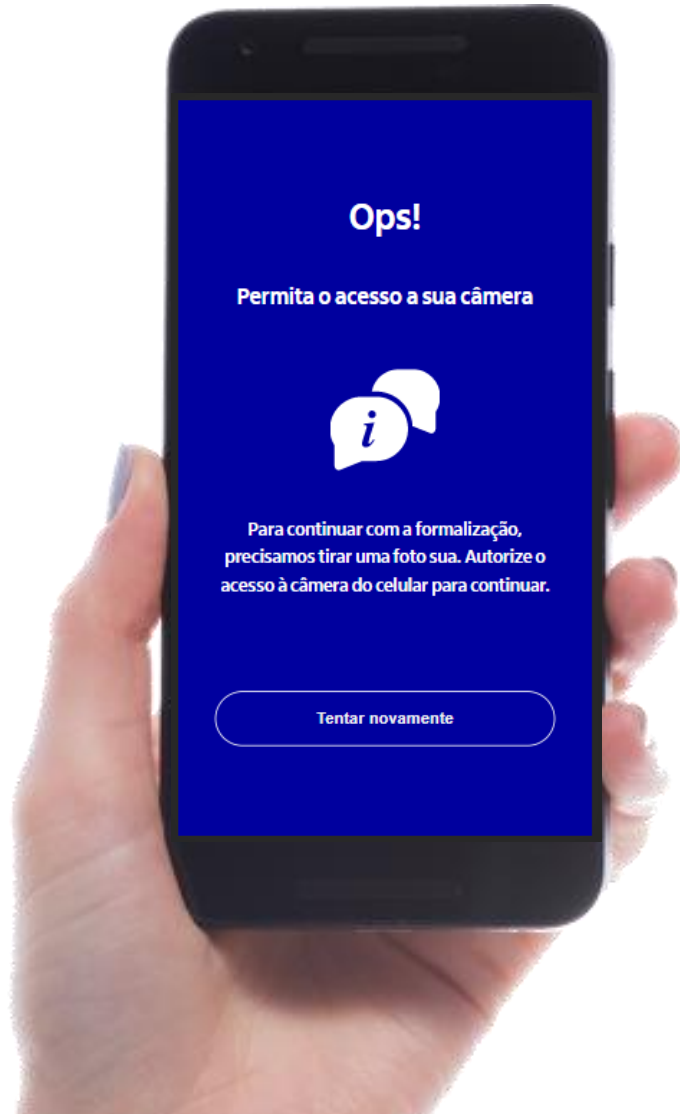 Ops!
Permita o acesso a sua câmera
i
Para continuar com a formalização,
precisamos tirar uma foto sua. Autorize o
acesso à câmera do celular para continuar.
Tentar novamente